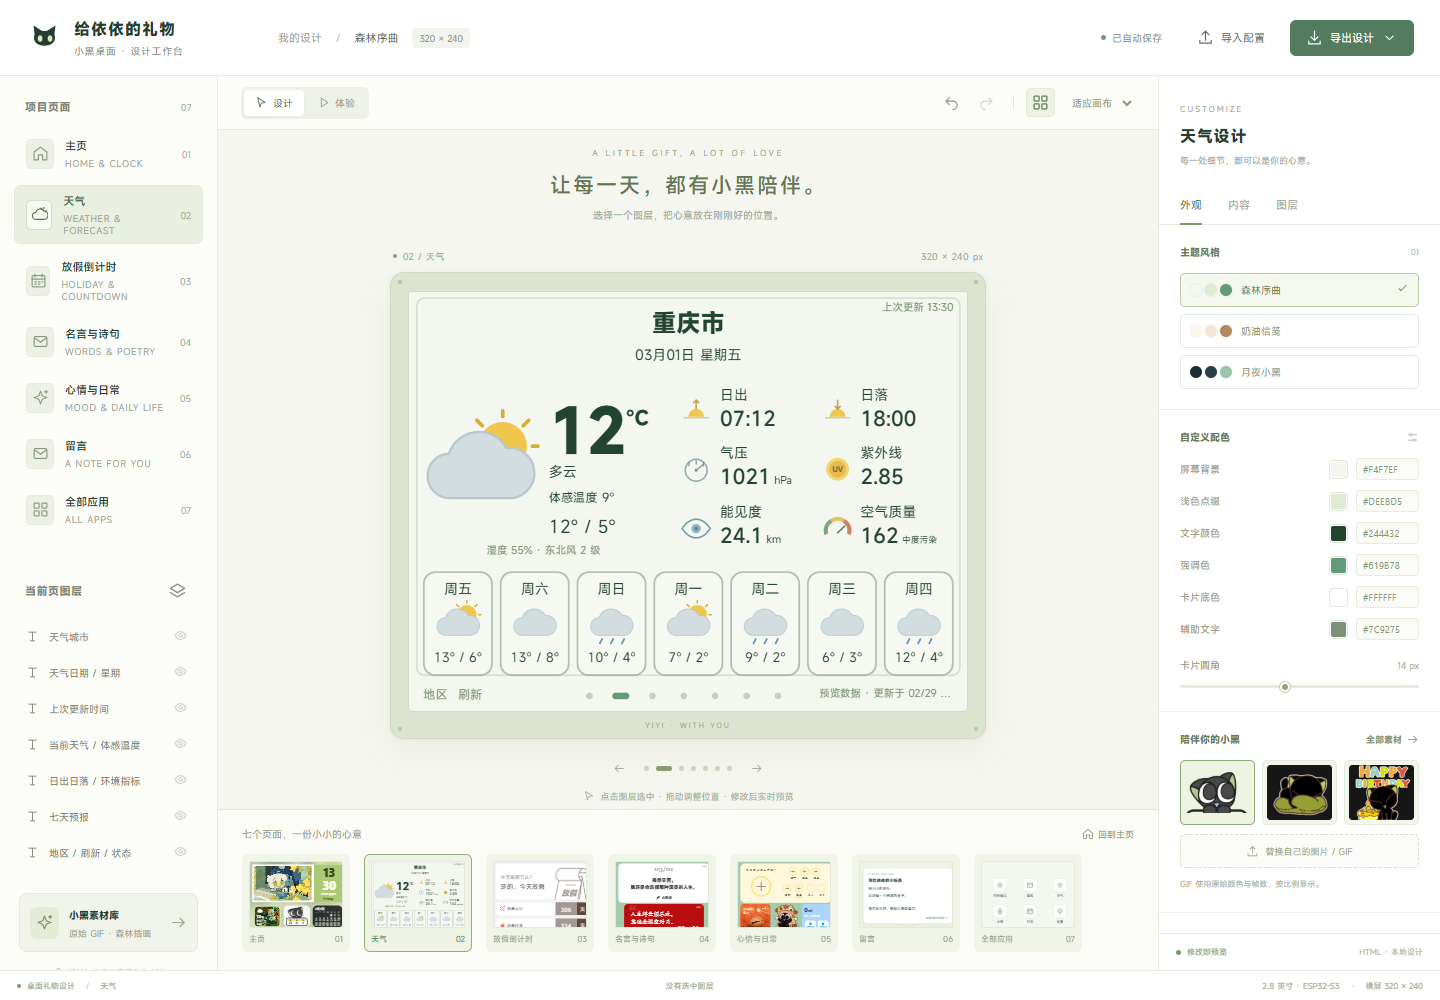 给依依的礼物
小黑桌面 · 设计工作台
我的设计 / 森林序曲 320 × 240
已自动保存
导入配置
导出设计
项目页面 07
主页
HOME & CLOCK
01
天气
WEATHER & FORECAST
02
放假倒计时
HOLIDAY & COUNTDOWN
03
名言与诗句
WORDS & POETRY
04
心情与日常
MOOD & DAILY LIFE
05
留言
A NOTE FOR YOU
06
全部应用
ALL APPS
07
当前页图层
天气城市
天气日期 / 星期
上次更新时间
当前天气 / 体感温度
日出日落 / 环境指标
七天预报
地区 / 刷新 / 状态
小黑素材库
原始 GIF · 森林插画
设计 体验
适应画布
A LITTLE GIFT, A LOT OF LOVE
让每一天，都有小黑陪伴。
选择一个图层，把心意放在刚刚好的位置。
02 / 天气 320 × 240 px
上次更新 13:30
重庆市
03月01日 星期五
12°C
多云
体感温度 9°
12° / 5°
湿度 55% · 东北风 2 级
日出
07:12
日落
18:00
气压
1021 hPa
UV
紫外线
2.85
能见度
24.1 km
空气质量
162 中度污染
周五 周六 周日 周一 周二 周三 周四
13° / 6° 13° / 8° 10° / 4° 7° / 2° 9° / 2° 6° / 3° 12° / 4°
地区 刷新
预览数据 · 更新于 02/29 ...
YIYI · WITH YOU
点击图层选中 · 拖动调整位置 · 修改后实时预览
七个页面，一份小小的心意
回到主页
主页 01
天气 02
放假倒计时 03
名言与诗句 04
心情与日常 05
留言 06
全部应用 07
CUSTOMIZE
天气设计
每一处细节，都可以是你的心意。
外观 内容 图层
主题风格 01
森林序曲
奶油信笺
月夜小黑
自定义配色
屏幕背景 #F4F7EF
浅色点缀 #DEEBD5
文字颜色 #244432
强调色 #619B78
卡片底色 #FFFFFF
辅助文字 #7C9275
卡片圆角 14 px
陪伴你的小黑 全部素材
HAPPY BIRTHDAY
替换自己的图片 / GIF
GIF 使用原始颜色与帧数，按比例显示。
修改即预览 HTML · 本地设计
桌面礼物设计 / 天气
没有选中图层
2.8 英寸 · ESP32-S3 · 横屏 320 × 240